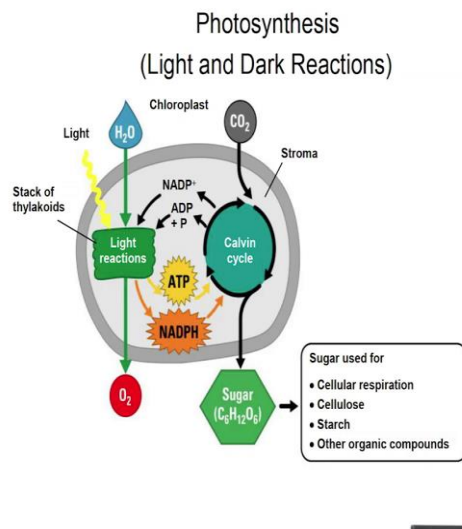 Photosynthesis
(Light and Dark Reactions)
Chloroplast
Light
H₂O
CO₂
Stroma
NADP⁺
Stack of
thylakoids
ADP
+ P
Light
reactions
Calvin
cycle
ATP
NADPH
O₂
Sugar
(C₆H₁₂O₆)
Sugar used for
• Cellular respiration
• Cellulose
• Starch
• Other organic compounds